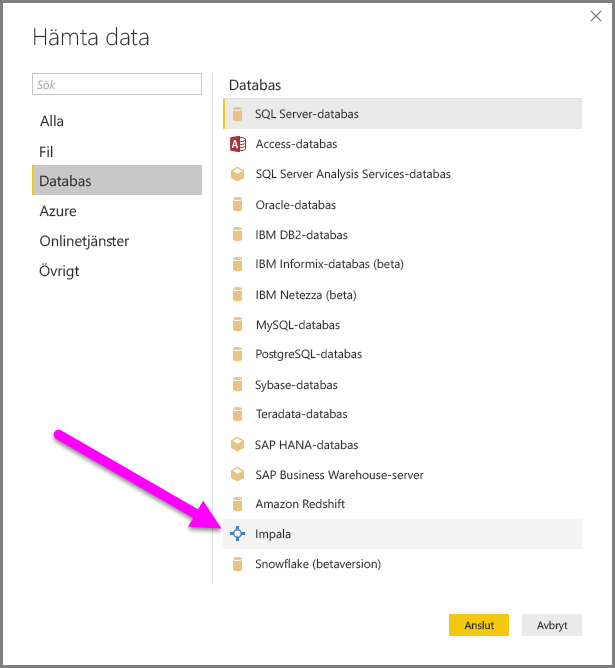 Hämta data
Sök
Alla
Fil
Databas
Azure
Onlinetjänster
Övrigt
Databas
SQL Server-databas
Access-databas
SQL Server Analysis Services-databas
Oracle-databas
IBM DB2-databas
IBM Informix-databas (beta)
IBM Netezza (beta)
MySQL-databas
PostgreSQL-databas
Sybase-databas
Teradata-databas
SAP HANA-databas
SAP Business Warehouse-server
Amazon Redshift
Impala
Snowflake (betaversion)
Anslut
Avbryt